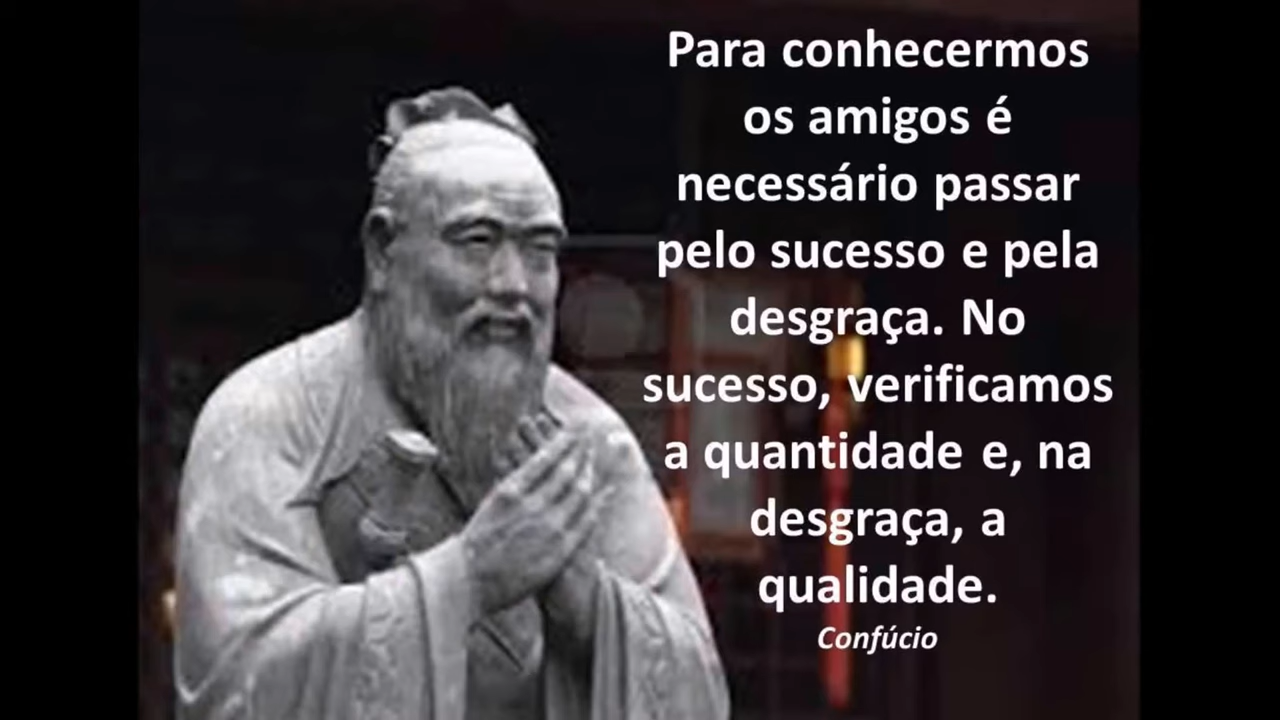 Para conhecermos
os amigos é
necessário passar
pelo sucesso e pela
desgraça. No
sucesso, verificamos
a quantidade e, na
desgraça, a
qualidade.
Confúcio